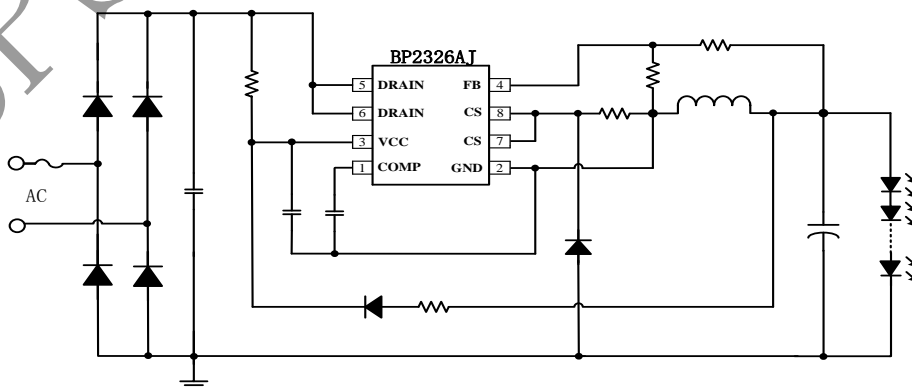 BP2326AJ
5 DRAIN FB 4
6 DRAIN CS 8
3 VCC CS 7
1 COMP GND 2
AC